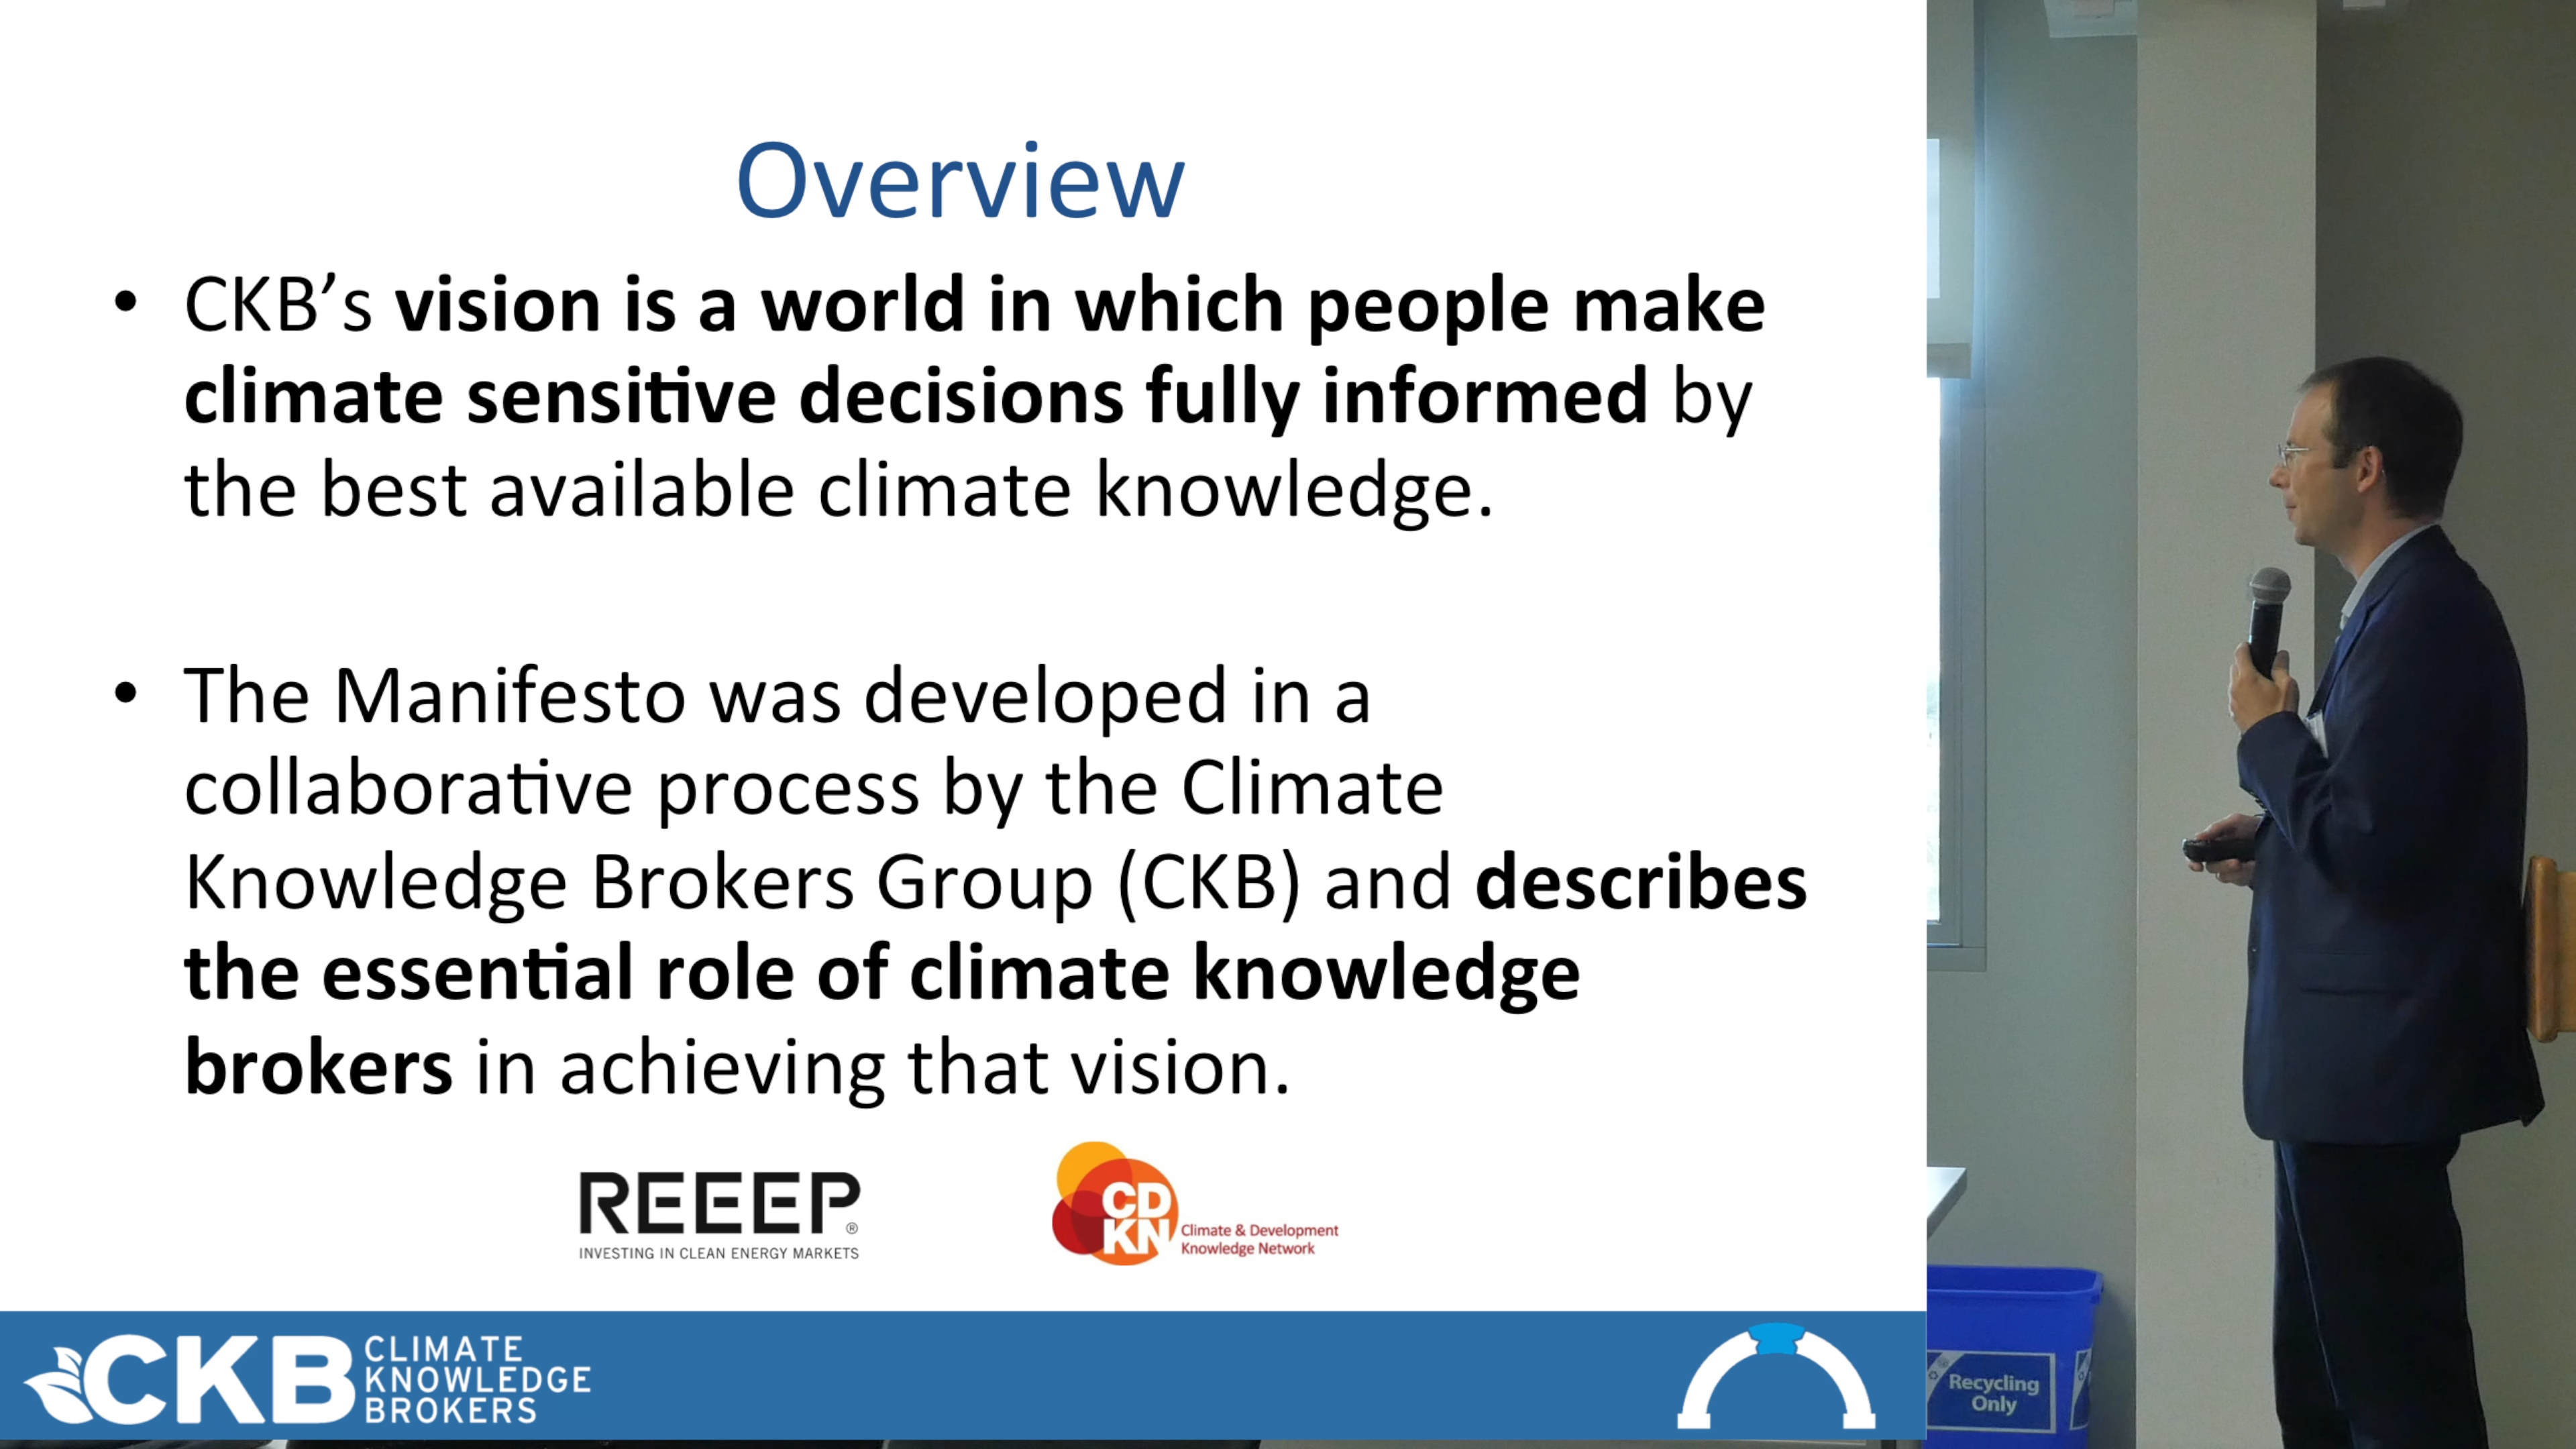 Overview
• CKB’s vision is a world in which people make
climate sensitive decisions fully informed by
the best available climate knowledge.
• The Manifesto was developed in a
collaborative process by the Climate
Knowledge Brokers Group (CKB) and describes
the essential role of climate knowledge
brokers in achieving that vision.
REEEP®
INVESTING IN CLEAN ENERGY MARKETS
CD
KN
Climate & Development
Knowledge Network
CKB
CLIMATE
KNOWLEDGE
BROKERS
Recycling
Only